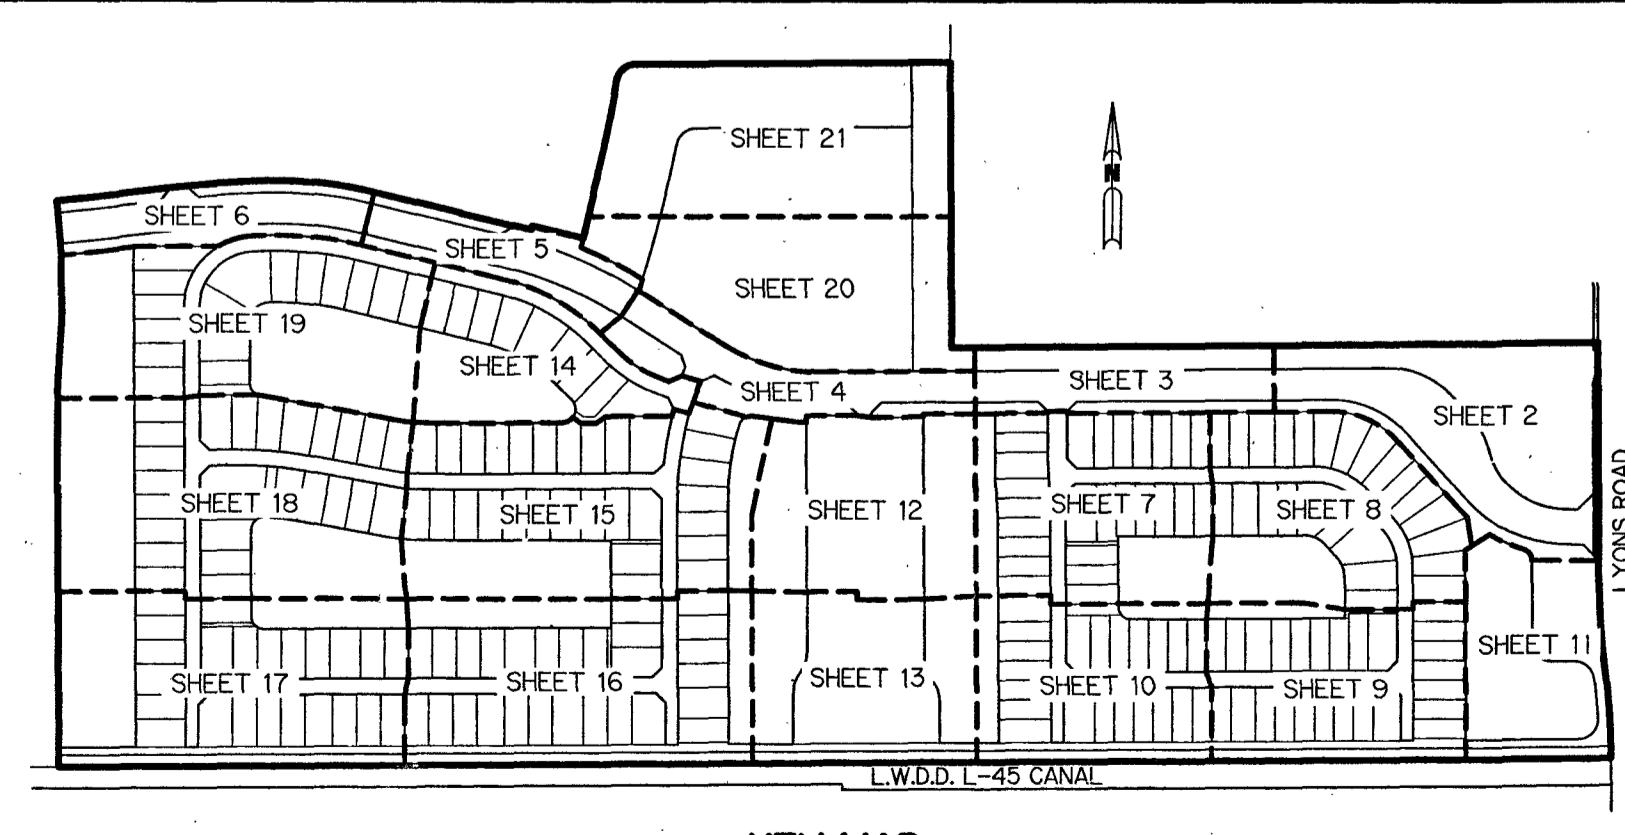 SHEET 21
N
SHEET 6
SHEET 5
SHEET 20
SHEET 19
SHEET 14
SHEET 4
SHEET 3
SHEET 2
SHEET 18
SHEET 15
SHEET 12
SHEET 7
SHEET 8
LYONS ROAD
SHEET 11
SHEET 17
SHEET 16
SHEET 13
SHEET 10
SHEET 9
L.W.D.D. L-45 CANAL